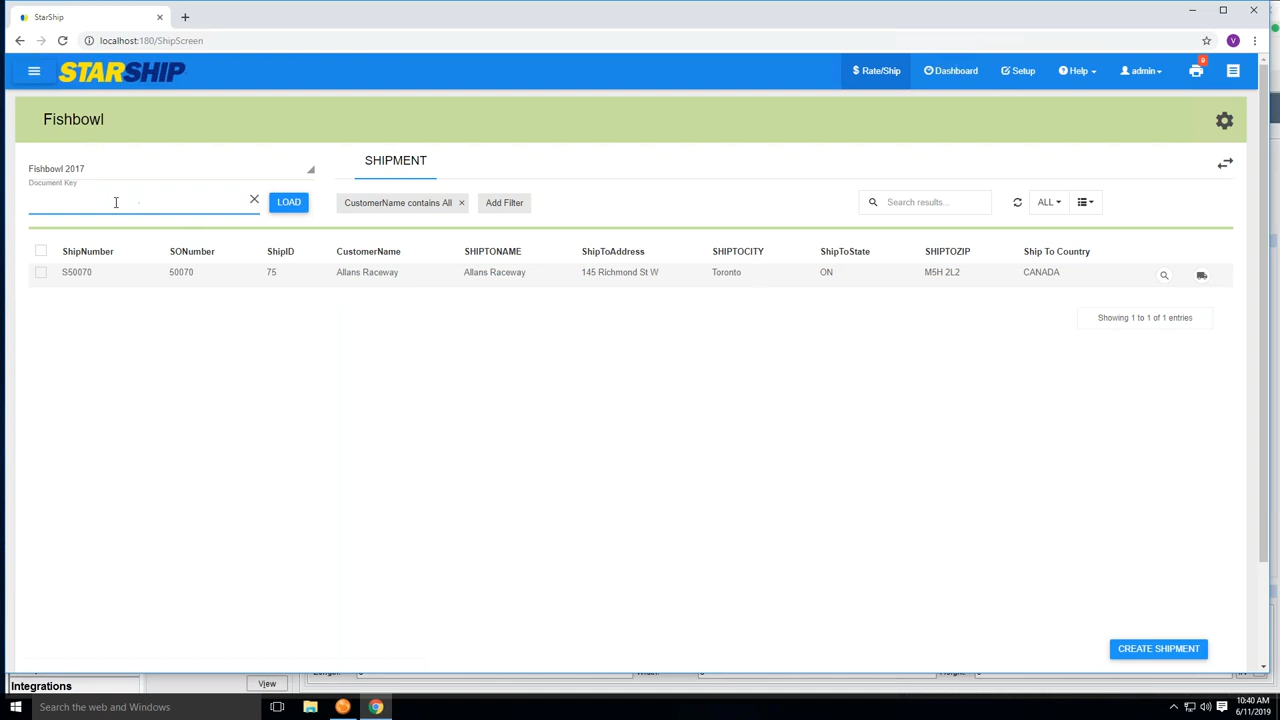 StarShip
localhost:180/ShipScreen
V
STARSHIP
$ Rate/Ship
Dashboard
Setup
Help
admin
Fishbowl
Fishbowl 2017
Document Key
LOAD
SHIPMENT
CustomerName contains All ×
Add Filter
Search results...
ALL
ShipNumber SONumber ShipID CustomerName SHIPTONAME ShipToAddress SHIPTOCITY ShipToState SHIPTOZIP Ship To Country
S50070 50070 75 Allans Raceway Allans Raceway 145 Richmond St W Toronto ON M5H 2L2 CANADA
Showing 1 to 1 of 1 entries
CREATE SHIPMENT
Integrations
View
Search the web and Windows
10:40 AM
6/11/2019